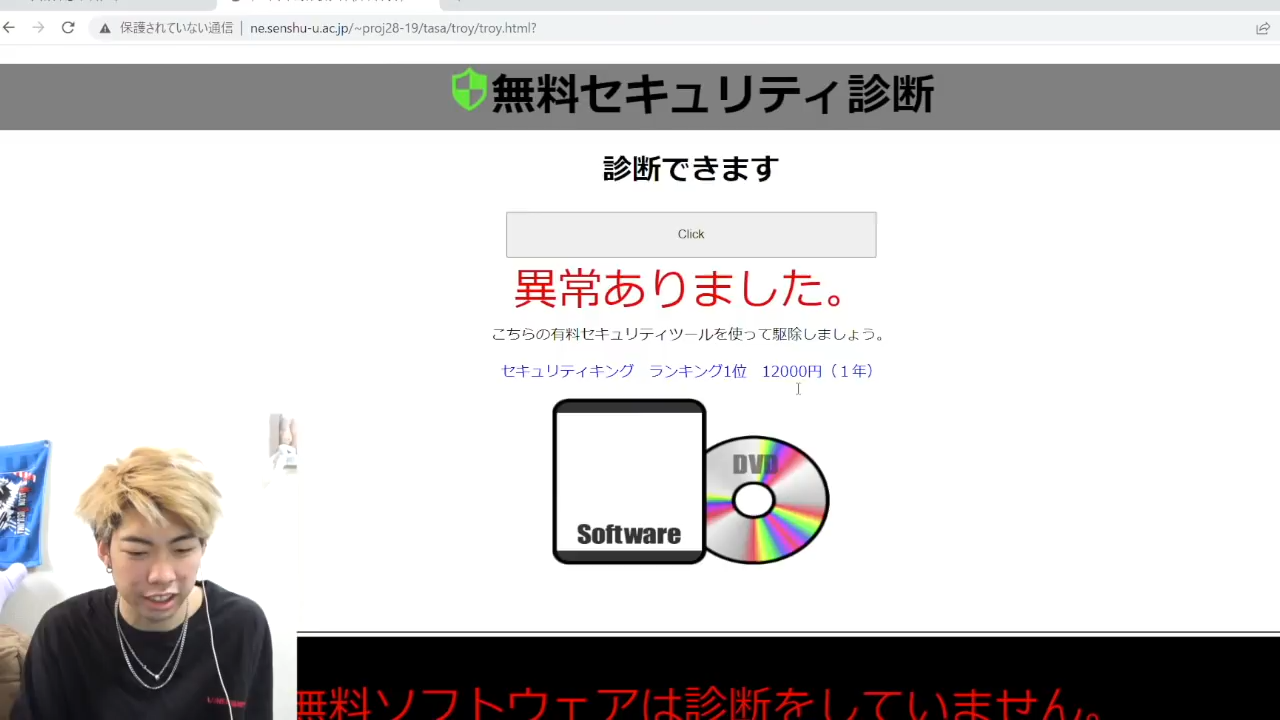 保護されていない通信 | ne.senshu-u.ac.jp/~proj28-19/tasa/troy/troy.html?
無料セキュリティ診断
診断できます
Click
異常ありました。
こちらの有料セキュリティツールを使って駆除しましょう。
セキュリティキング　ランキング1位　12000円（１年）
DVD
Software
無料ソフトウェアは診断をしていません。